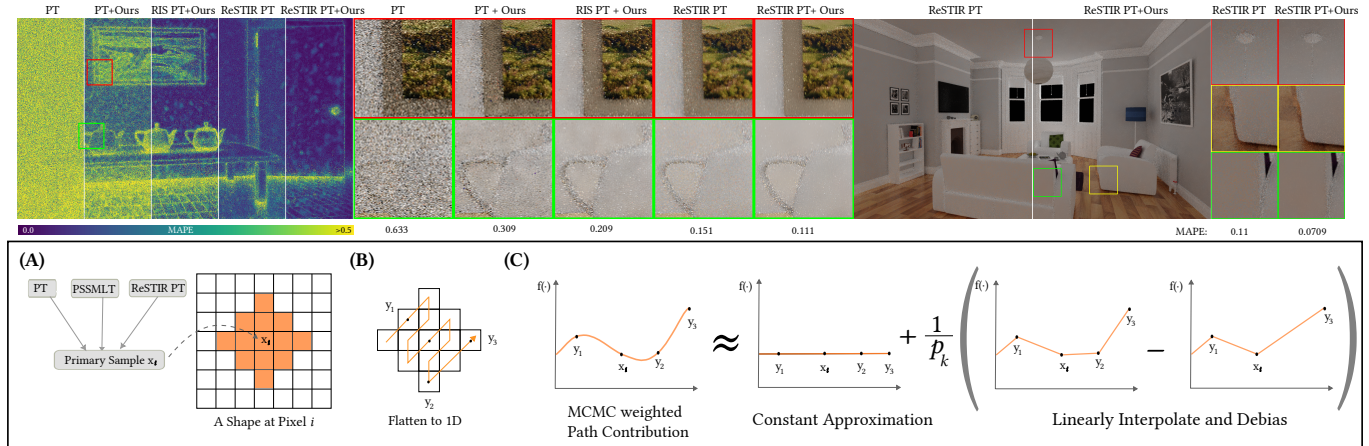 PT PT+Ours RIS PT+Ours ReSTIR PT ReSTIR PT+Ours
PT PT + Ours RIS PT + Ours ReSTIR PT ReSTIR PT+ Ours
ReSTIR PT ReSTIR PT+Ours
ReSTIR PT ReSTIR PT+Ours
0.0 MAPE >0.5
0.633 0.309 0.209 0.151 0.111
MAPE: 0.11 0.0709
(A)
PT PSSMLT ReSTIR PT
Primary Sample x
x
A Shape at Pixel i
(B)
y1
y3
y2
Flatten to 1D
(C)
f(·)
y1
x
y2
y3
MCMC weighted
Path Contribution
≈
f(·)
y1 x y2 y3
Constant Approximation
+ 1/pk
f(·)
y1
x
y2
y3
−
f(·)
y1
x
y3
Linearly Interpolate and Debias